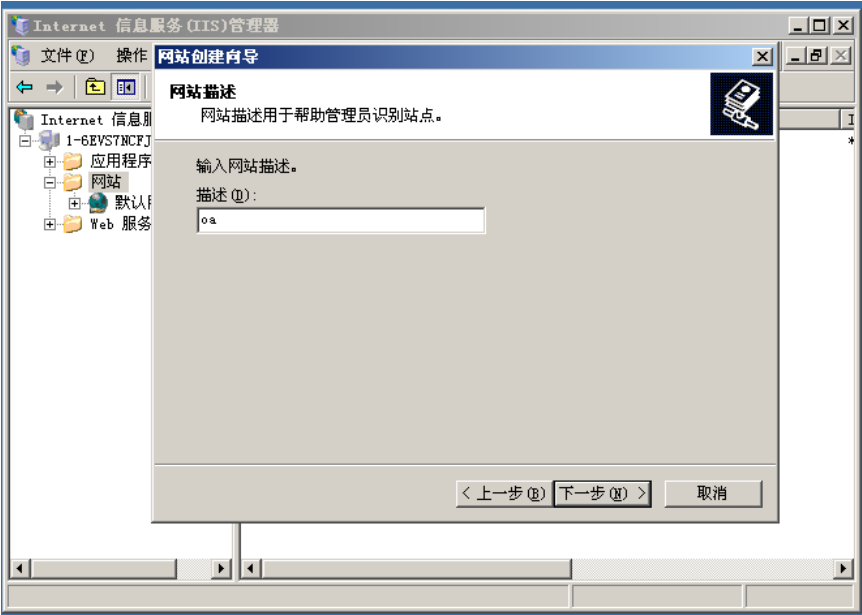 Internet 信息服务(IIS)管理器
文件(F) 操作
网站创建向导
网站描述
网站描述用于帮助管理员识别站点。
Internet 信息
1-6EVS7NCFJ
应用程序
网站
默认
Web 服务
输入网站描述。
描述(D):
oa
< 上一步(B) 下一步(N) > 取消